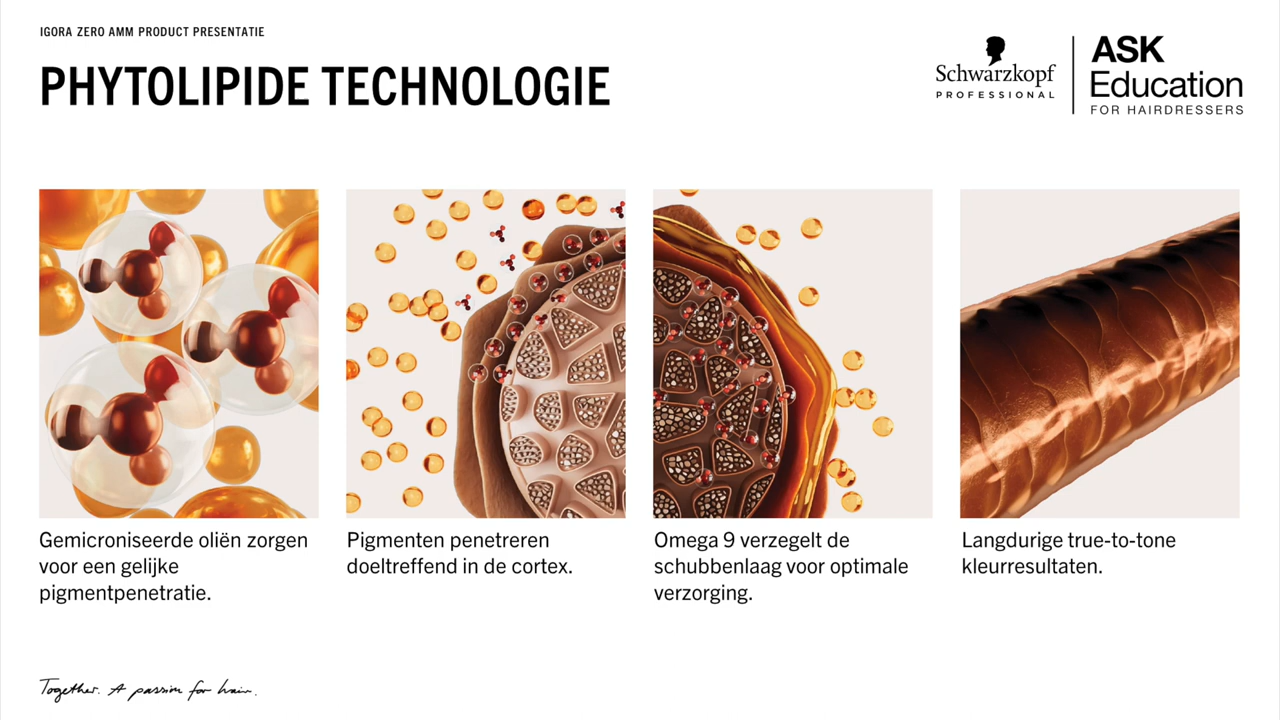 IGORA ZERO AMM PRODUCT PRESENTATIE
PHYTOLIPIDE TECHNOLOGIE
Schwarzkopf
PROFESSIONAL
ASK
Education
FOR HAIRDRESSERS
Gemicroniseerde oliën zorgen
voor een gelijke
pigmentpenetratie.
Pigmenten penetreren
doeltreffend in de cortex.
Omega 9 verzegelt de
schubbenlaag voor optimale
verzorging.
Langdurige true-to-tone
kleurresultaten.
Together. A passion for hair.